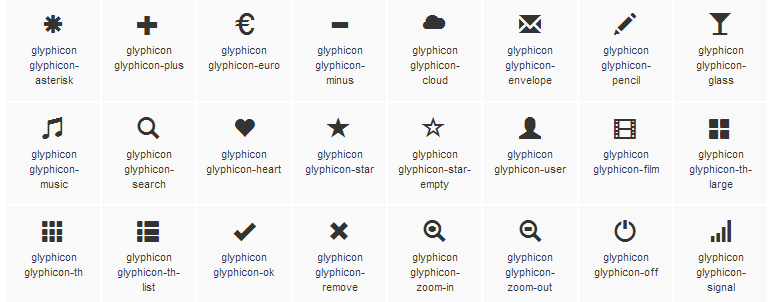 glyphicon
glyphicon-
asterisk
glyphicon
glyphicon-plus
glyphicon
glyphicon-euro
glyphicon
glyphicon-
minus
glyphicon
glyphicon-
cloud
glyphicon
glyphicon-
envelope
glyphicon
glyphicon-
pencil
glyphicon
glyphicon-
glass
glyphicon
glyphicon-
music
glyphicon
glyphicon-
search
glyphicon
glyphicon-heart
glyphicon
glyphicon-star
glyphicon
glyphicon-star-
empty
glyphicon
glyphicon-user
glyphicon
glyphicon-film
glyphicon
glyphicon-th-
large
glyphicon
glyphicon-th
glyphicon
glyphicon-th-
list
glyphicon
glyphicon-ok
glyphicon
glyphicon-
remove
glyphicon
glyphicon-
zoom-in
glyphicon
glyphicon-
zoom-out
glyphicon
glyphicon-off
glyphicon
glyphicon-
signal